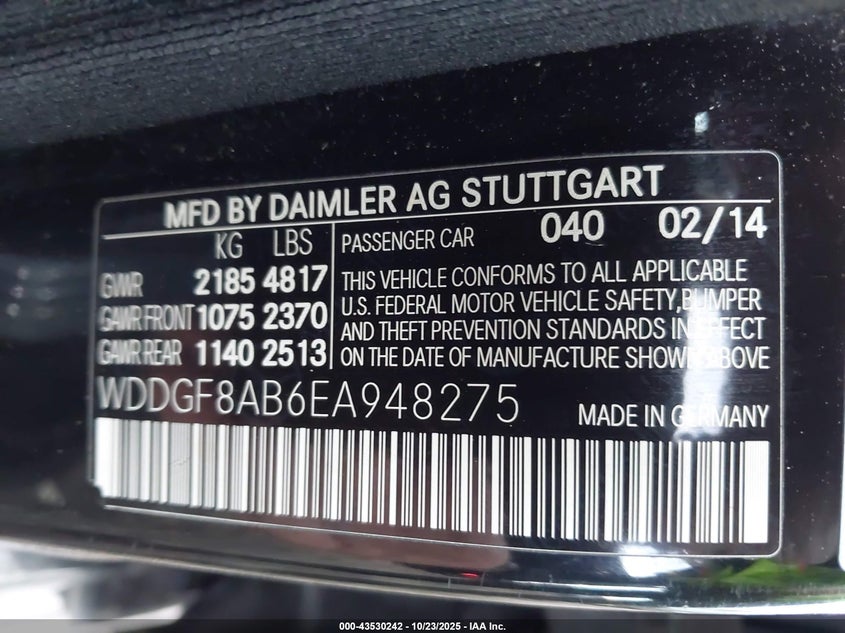 MFD BY DAIMLER AG STUTTGART
KG LBS PASSENGER CAR 040 02/14
GWR 2185 4817 THIS VEHICLE CONFORMS TO ALL APPLICABLE
GAWR FRONT 1075 2370 U.S. FEDERAL MOTOR VEHICLE SAFETY, BUMPER
GAWR REAR 1140 2513 AND THEFT PREVENTION STANDARDS IN EFFECT
ON THE DATE OF MANUFACTURE SHOWN ABOVE
WDDGF8AB6EA948275 MADE IN GERMANY
000-43530242 - 10/23/2025 - IAA Inc.